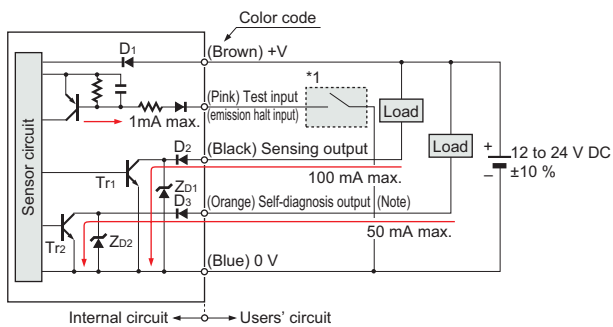 Color code
D1
(Brown) +V
*1
(Pink) Test input
(emission halt input)
1mA max.
Load
Load
Sensor circuit
D2
(Black) Sensing output
+
12 to 24 V DC
±10 %
–
Tr1
ZD1
100 mA max.
D3
(Orange) Self-diagnosis output (Note)
Tr2
ZD2
50 mA max.
(Blue) 0 V
Internal circuit
Users' circuit